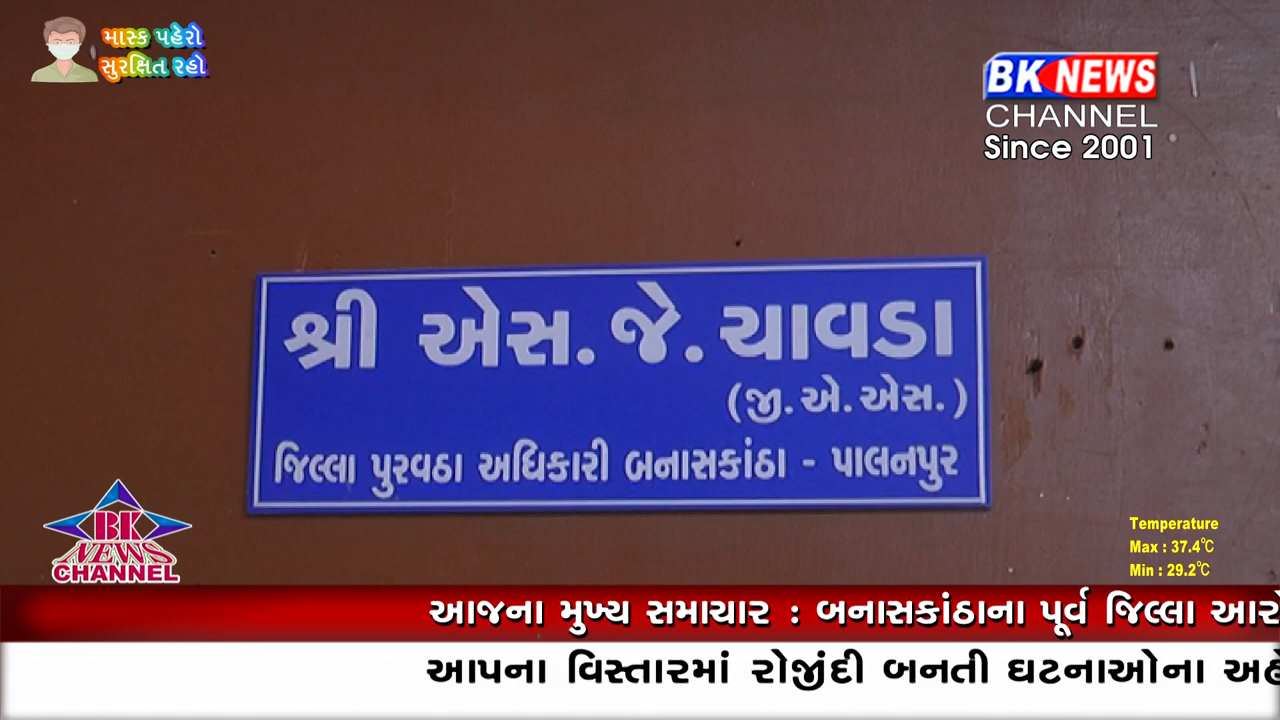 માસ્ક પહેરો
સુરક્ષિત રહો
BK NEWS
CHANNEL
Since 2001
શ્રી એસ. જે. ચાવડા
(જી. એ. એસ.)
જિલ્લા પુરવઠા અધિકારી બનાસકાંઠા - પાલનપુર
BK
NEWS
CHANNEL
Temperature
Max : 37.4℃
Min : 29.2℃
આજના મુખ્ય સમાચાર : બનાસકાંઠાના પૂર્વ જિલ્લા
આપના વિસ્તારમાં રોજીંદી બનતી ઘટનાઓના